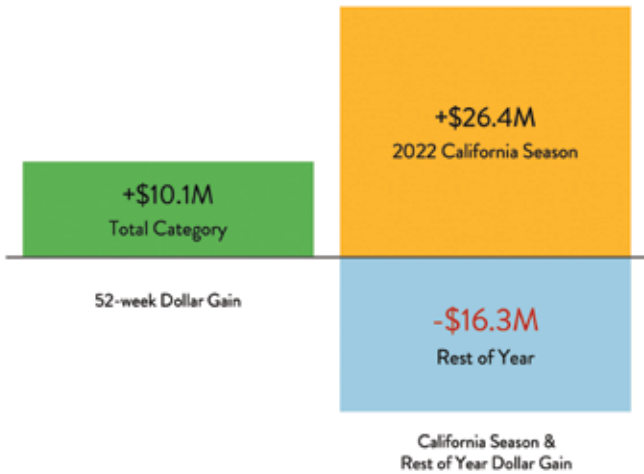 +$26.4M
2022 California Season
+$10.1M
Total Category
52-week Dollar Gain
-$16.3M
Rest of Year
California Season &
Rest of Year Dollar Gain